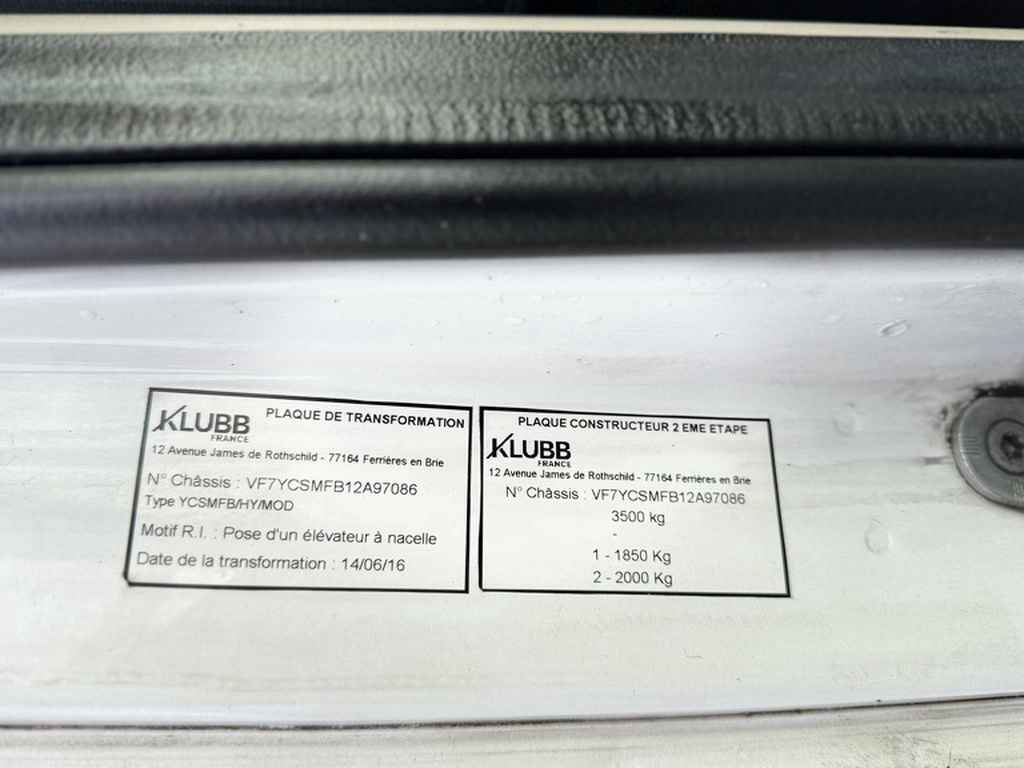 KLUBB
FRANCE
PLAQUE DE TRANSFORMATION
12 Avenue James de Rothschild - 77164 Ferrières en Brie
N° Châssis : VF7YCSMFB12A97086
Type YCSMFB/HY/MOD
Motif R.I. : Pose d'un élévateur à nacelle
Date de la transformation : 14/06/16
PLAQUE CONSTRUCTEUR 2 EME ETAPE
KLUBB
FRANCE
12 Avenue James de Rothschild - 77164 Ferrières en Brie
N° Châssis : VF7YCSMFB12A97086
3500 kg
-
1 - 1850 Kg
2 - 2000 Kg